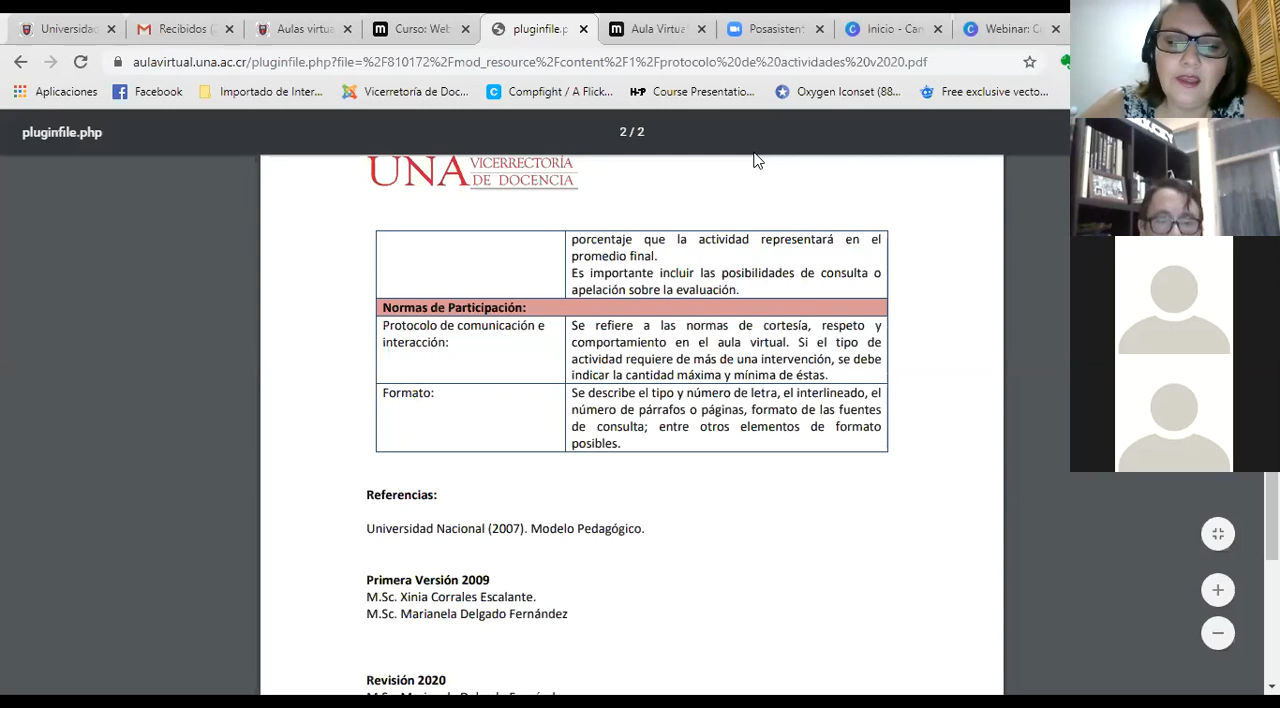 Universidad
Recibidos (
Aulas virtu
Curso: Web
pluginfile.p
Aula Virtua
Posasistent
Inicio - Can
Webinar: C
aulavirtual.una.ac.cr/pluginfile.php?file=%2F810172%2Fmod_resource%2Fcontent%2F1%2Fprotocolo%20de%20actividades%20v2020.pdf
Aplicaciones
Facebook
Importado de Inter...
Vicerretoría de Doc...
Compfight / A Flick...
H-P Course Presentatio...
Oxygen Iconset (88...
Free exclusive vecto...
pluginfile.php
2 / 2
UNA VICERRECTORÍA
DE DOCENCIA
porcentaje que la actividad representará en el
promedio final.
Es importante incluir las posibilidades de consulta o
apelación sobre la evaluación.
Normas de Participación:
Protocolo de comunicación e
interacción:
Se refiere a las normas de cortesía, respeto y
comportamiento en el aula virtual. Si el tipo de
actividad requiere de más de una intervención, se debe
indicar la cantidad máxima y mínima de éstas.
Formato:
Se describe el tipo y número de letra, el interlineado, el
número de párrafos o páginas, formato de las fuentes
de consulta; entre otros elementos de formato
posibles.
Referencias:
Universidad Nacional (2007). Modelo Pedagógico.
Primera Versión 2009
M.Sc. Xinia Corrales Escalante.
M.Sc. Marianela Delgado Fernández
Revisión 2020